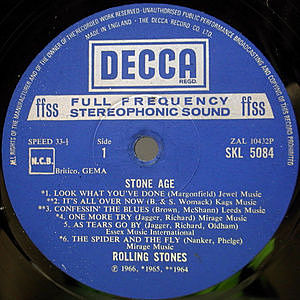 ALL RIGHTS OF THE MANUFACTURER AND OF THE OWNER OF THE RECORDED WORK RESERVED · UNAUTHORISED PUBLIC PERFORMANCE BROADCASTING AND COPYING OF THIS RECORD PROHIBITED
MADE IN ENGLAND · THE DECCA RECORD CO. LTD.
DECCA
REGD.
ffss FULL FREQUENCY ffss
STEREOPHONIC SOUND
SPEED 33-⅓ Side ZAL 10432P
N.C.B. 1 SKL 5084
Britico, GEMA
STONE AGE
*1. LOOK WHAT YOU'VE DONE (Margonfield) Jewel Music
**2. IT'S ALL OVER NOW (B. & S. Womack) Kags Music
*3. CONFESSIN' THE BLUES (Brown, McShann) Leeds Music
*4. ONE MORE TRY (Jagger, Richard) Mirage Music
5. AS TEARS GO BY (Jagger, Richard, Oldham)
Essex Music International
*6. THE SPIDER AND THE FLY (Nanker, Phelge)
Mirage Music
ROLLING STONES
℗ 1966, *1965, **1964